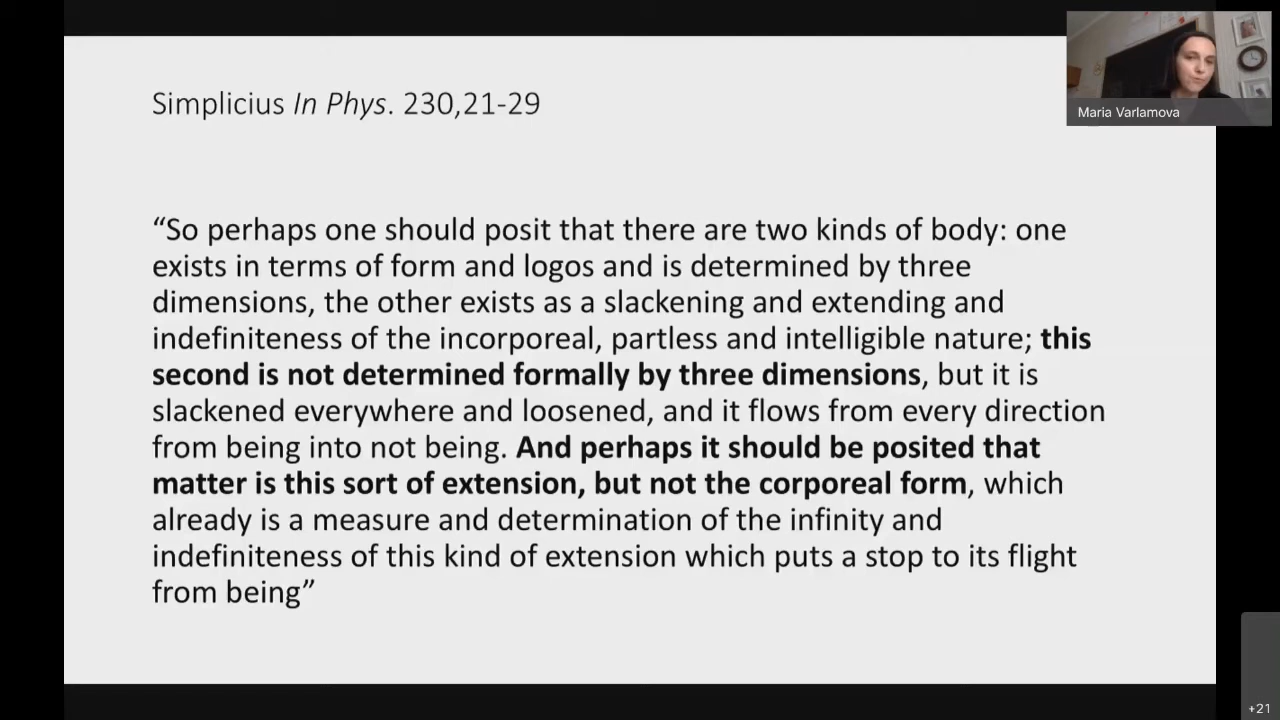 Simplicius In Phys. 230,21-29
Maria Varlamova
“So perhaps one should posit that there are two kinds of body: one
exists in terms of form and logos and is determined by three
dimensions, the other exists as a slackening and extending and
indefiniteness of the incorporeal, partless and intelligible nature; this
second is not determined formally by three dimensions, but it is
slackened everywhere and loosened, and it flows from every direction
from being into not being. And perhaps it should be posited that
matter is this sort of extension, but not the corporeal form, which
already is a measure and determination of the infinity and
indefiniteness of this kind of extension which puts a stop to its flight
from being”
+21